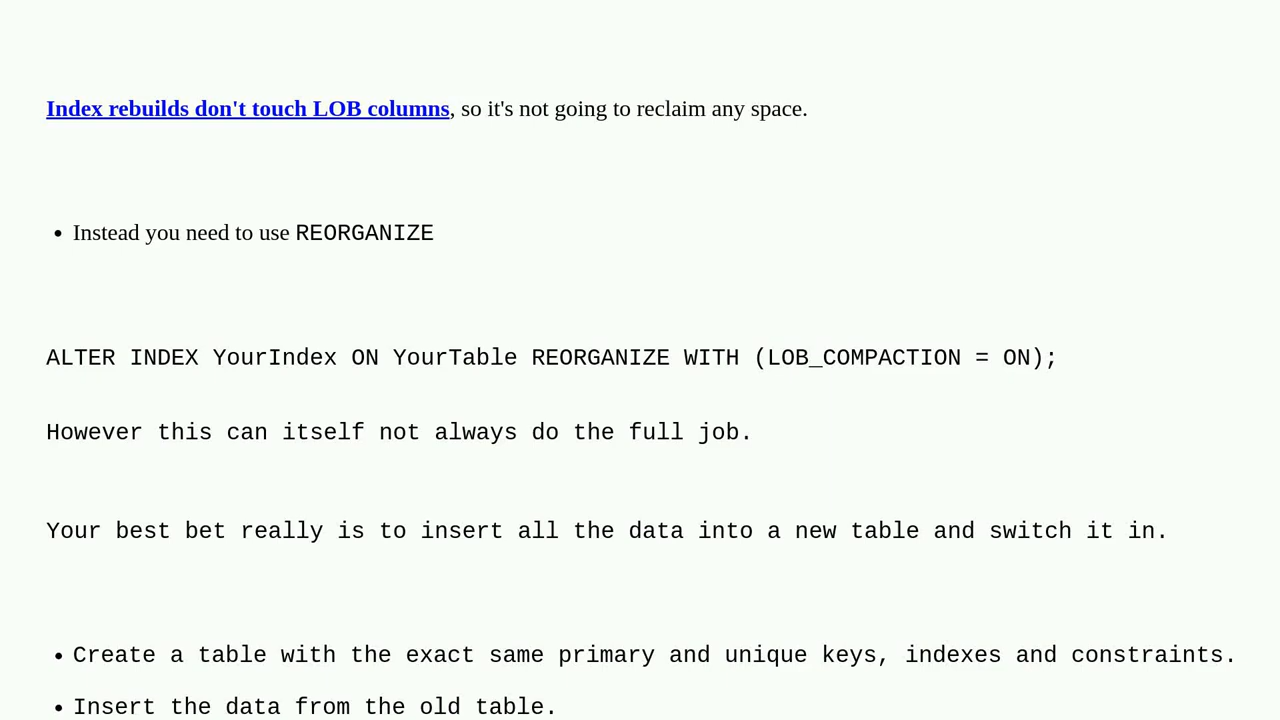 Index rebuilds don't touch LOB columns, so it's not going to reclaim any space.
• Instead you need to use REORGANIZE
ALTER INDEX YourIndex ON YourTable REORGANIZE WITH (LOB_COMPACTION = ON);
However this can itself not always do the full job.
Your best bet really is to insert all the data into a new table and switch it in.
• Create a table with the exact same primary and unique keys, indexes and constraints.
• Insert the data from the old table.